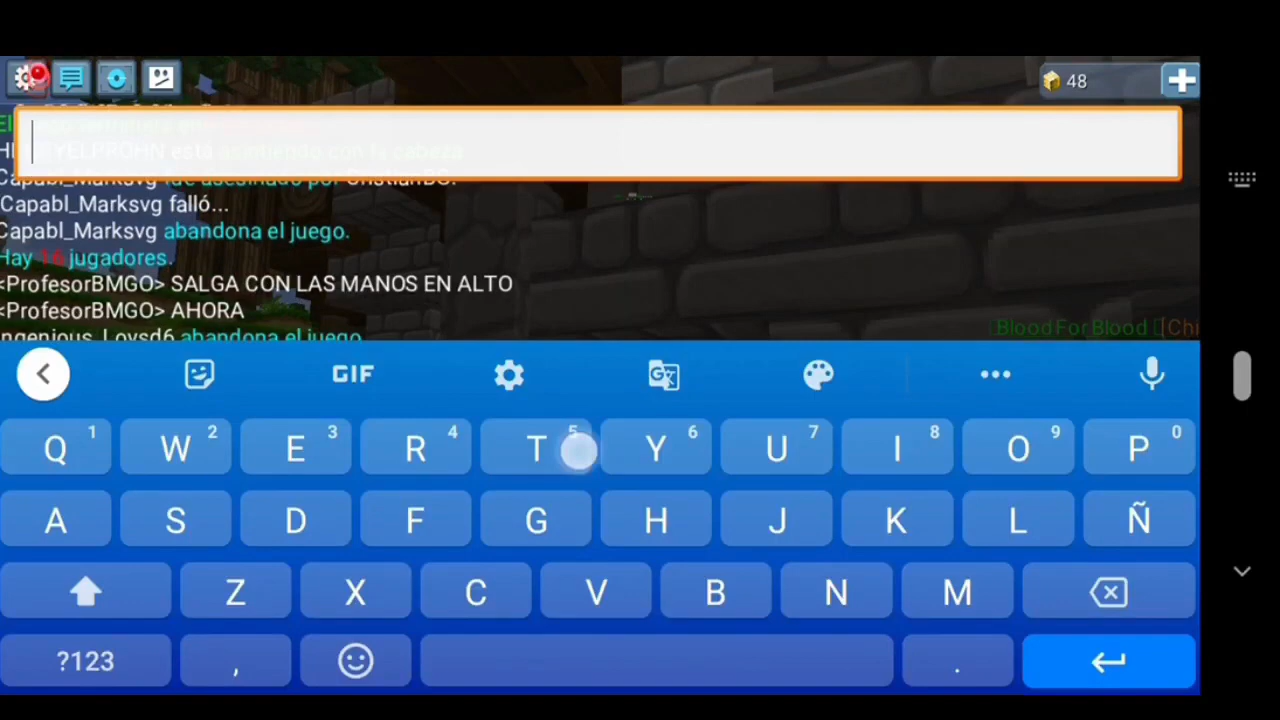 48
Capabl_Marksvg fue asesinado por CristianBG.
Capabl_Marksvg falló...
Capabl_Marksvg abandona el juego.
Hay 16 jugadores.
<ProfesorBMGO> SALGA CON LAS MANOS EN ALTO
<ProfesorBMGO> AHORA
abandona el juego
BloodForBlood [Chi
GIF
Q 1 W 2 E 3 R 4 T 5 Y 6 U 7 I 8 O 9 P 0
A S D F G H J K L Ñ
Z X C V B N M
?123 , .